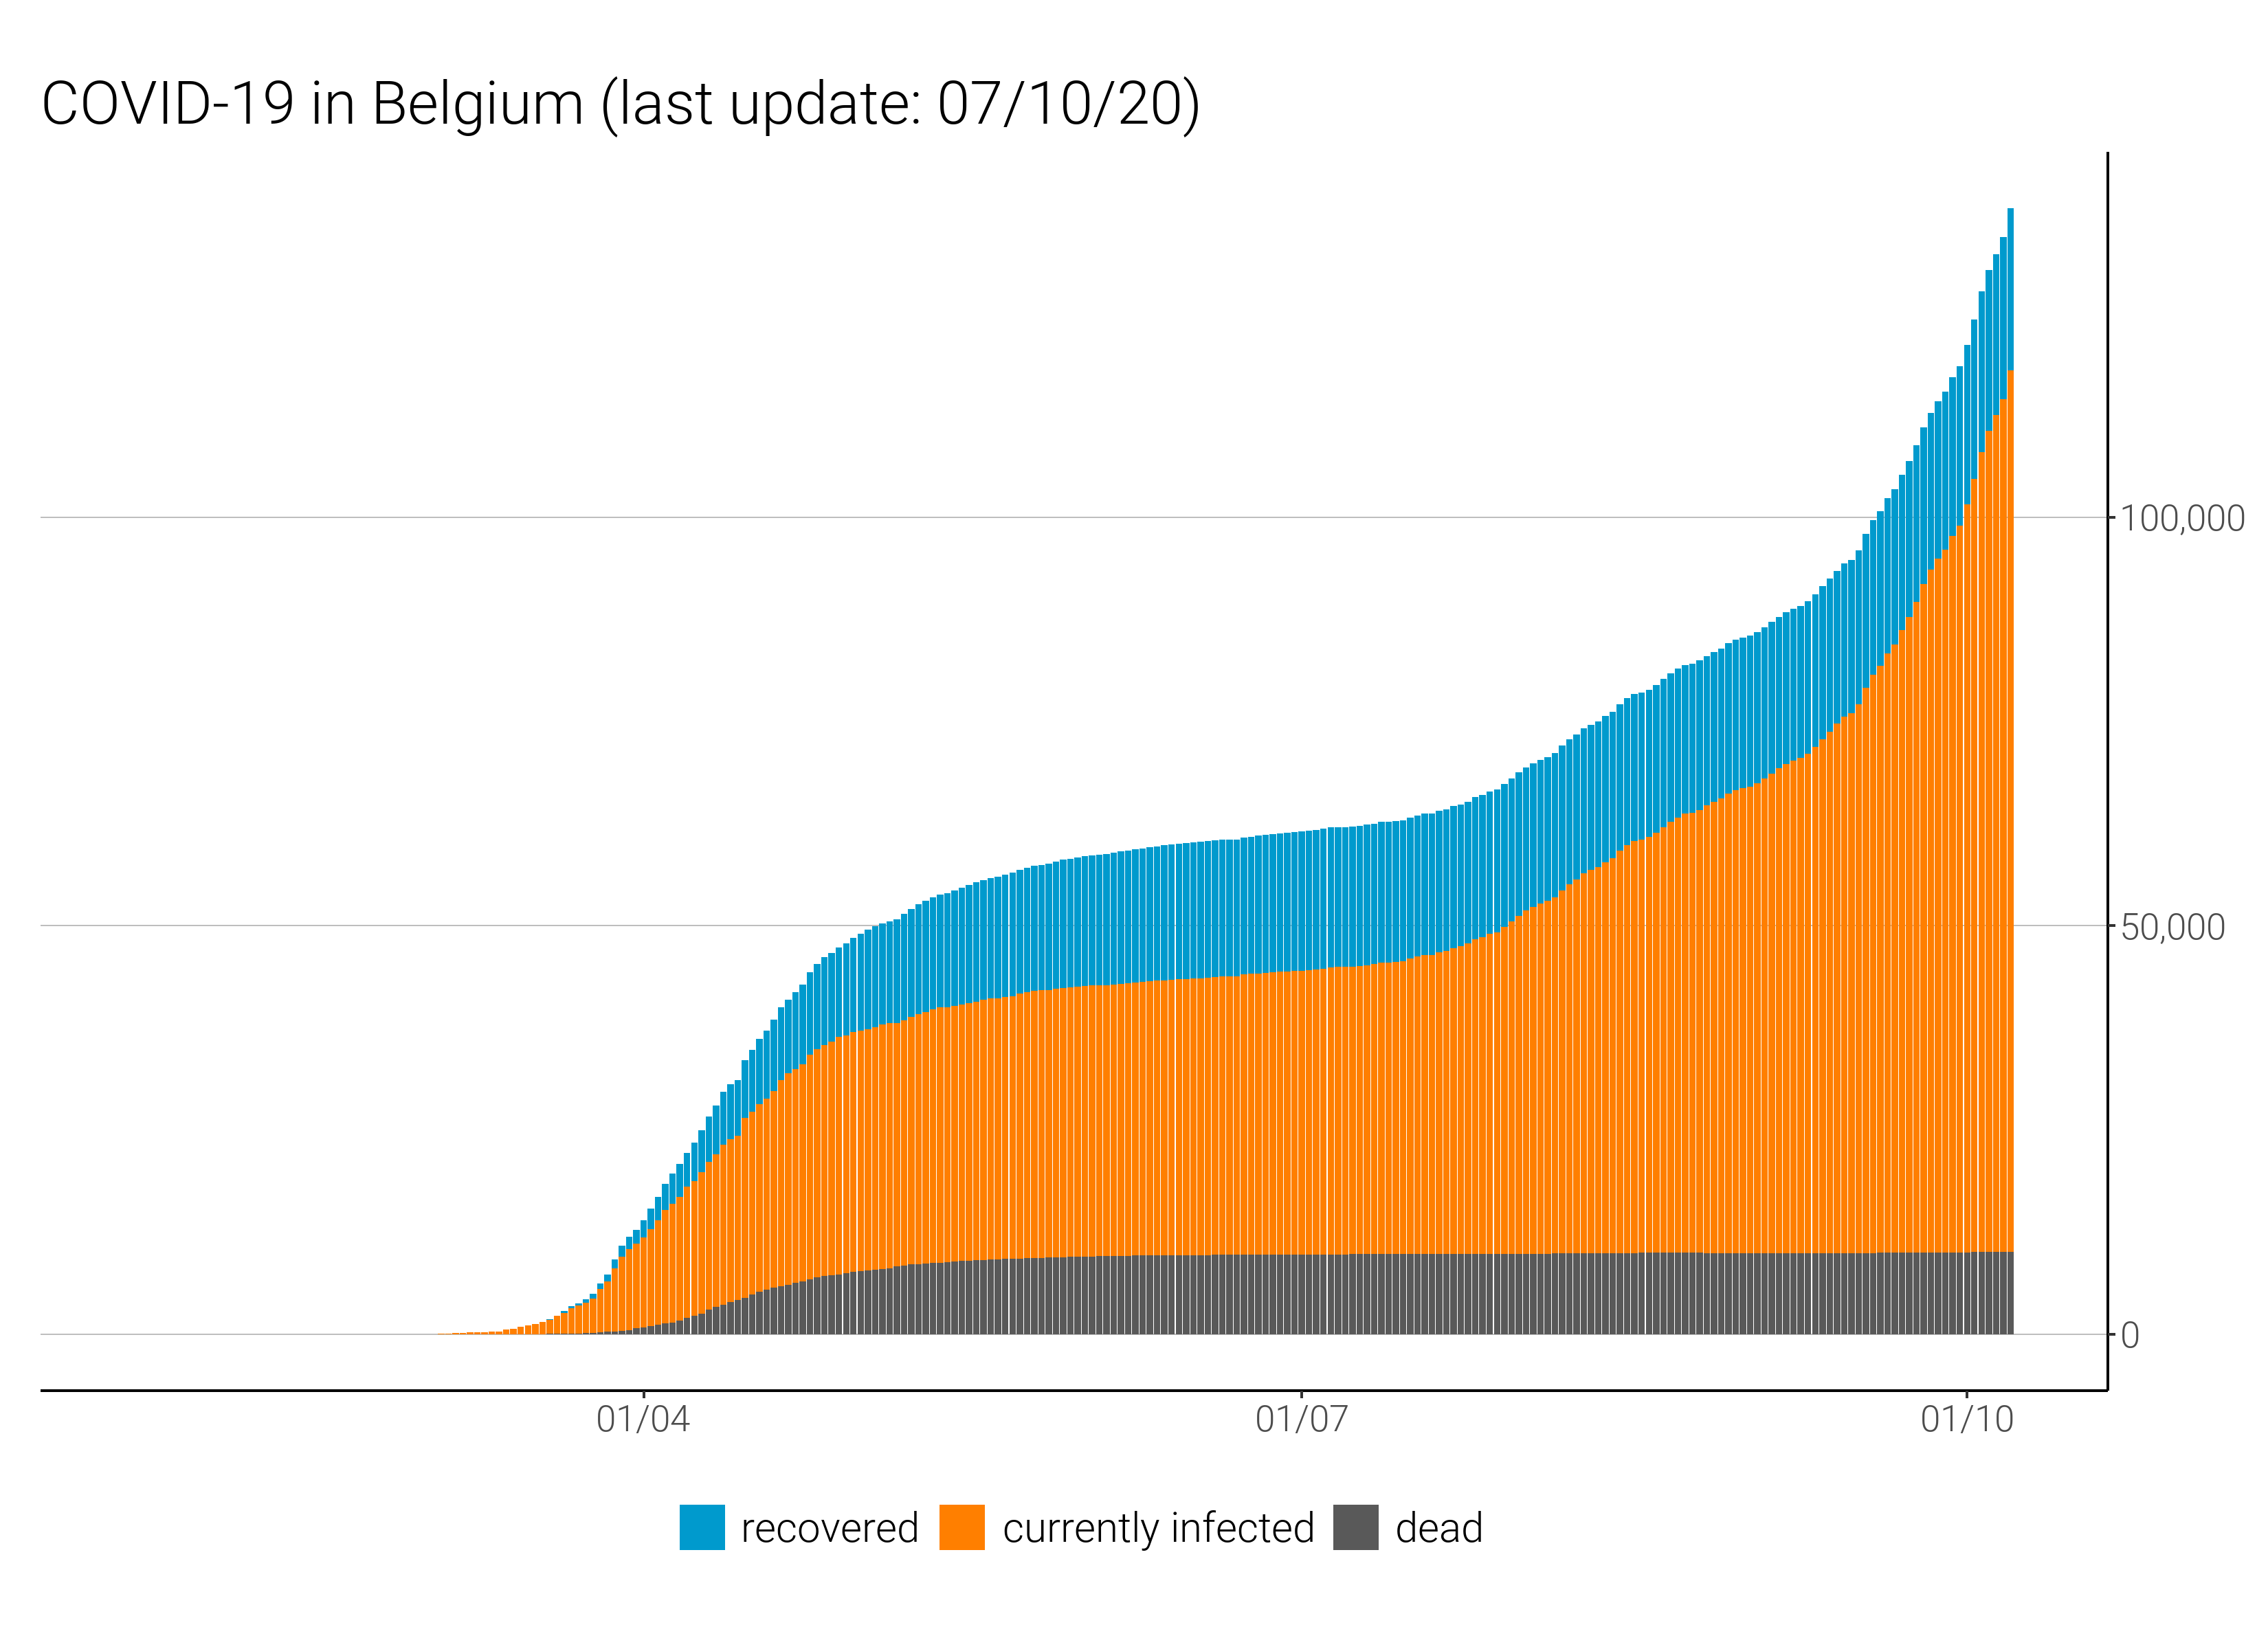 COVID-19 in Belgium (last update: 07/10/20)
100,000
50,000
0
01/04 01/07 01/10
recovered currently infected dead